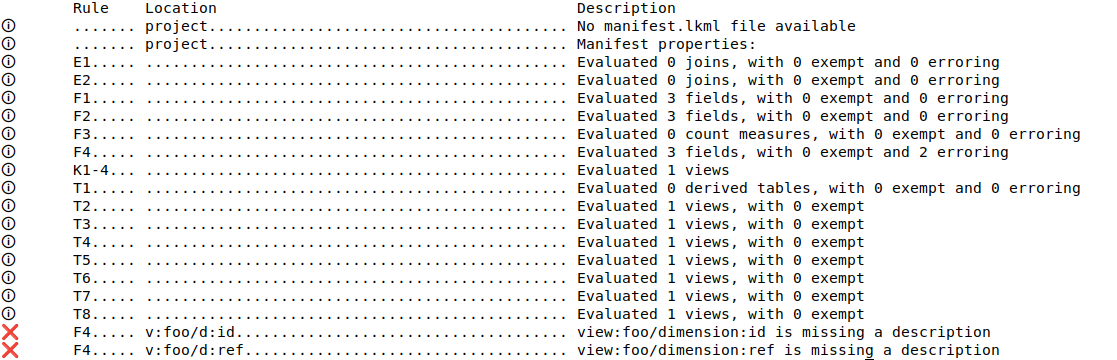 Rule Location Description
....... project........................................ No manifest.lkml file available
....... project........................................ Manifest properties:
E1..... ............................................... Evaluated 0 joins, with 0 exempt and 0 erroring
E2..... ............................................... Evaluated 0 joins, with 0 exempt and 0 erroring
F1..... ............................................... Evaluated 3 fields, with 0 exempt and 0 erroring
F2..... ............................................... Evaluated 3 fields, with 0 exempt and 0 erroring
F3..... ............................................... Evaluated 0 count measures, with 0 exempt and 0 erroring
F4..... ............................................... Evaluated 3 fields, with 0 exempt and 2 erroring
K1-4... ............................................... Evaluated 1 views
T1..... ............................................... Evaluated 0 derived tables, with 0 exempt and 0 erroring
T2..... ............................................... Evaluated 1 views, with 0 exempt
T3..... ............................................... Evaluated 1 views, with 0 exempt
T4..... ............................................... Evaluated 1 views, with 0 exempt
T5..... ............................................... Evaluated 1 views, with 0 exempt
T6..... ............................................... Evaluated 1 views, with 0 exempt
T7..... ............................................... Evaluated 1 views, with 0 exempt
T8..... ............................................... Evaluated 1 views, with 0 exempt
F4..... v:foo/d:id..................................... view:foo/dimension:id is missing a description
F4..... v:foo/d:ref.................................... view:foo/dimension:ref is missing a description